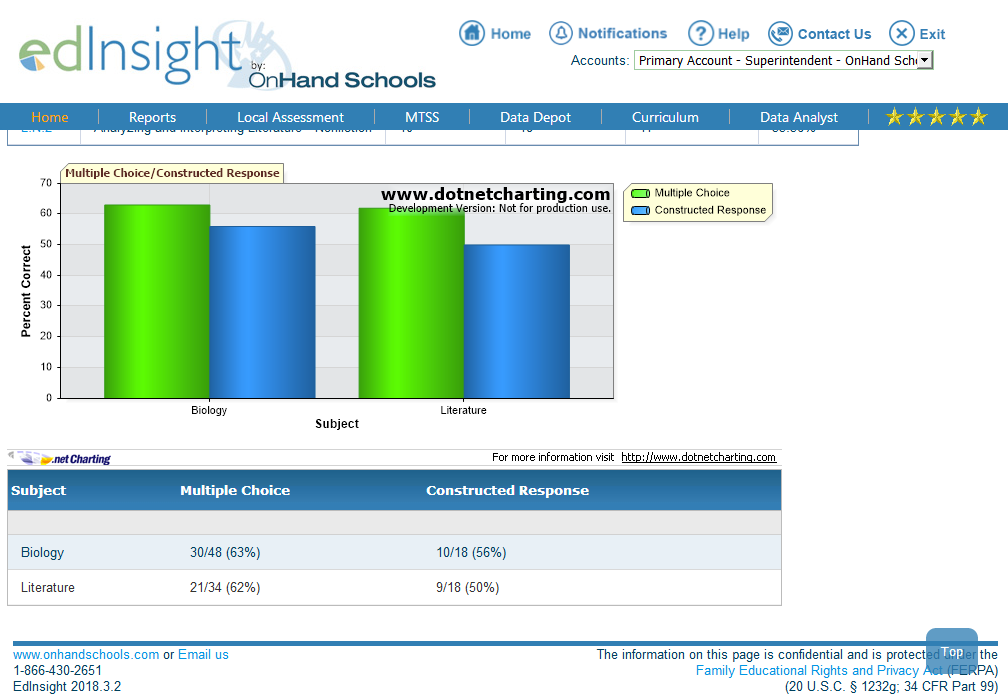 edInsight
by:
OnHand Schools
Home Notifications Help Contact Us Exit
Accounts: Primary Account - Superintendent - OnHand Scho
Home Reports Local Assessment MTSS Data Depot Curriculum Data Analyst
Analyzing and Interpreting Literature - Nonfiction
Multiple Choice/Constructed Response
www.dotnetcharting.com
Development Version: Not for production use.
Multiple Choice
Constructed Response
70
60
50
40
30
20
10
0
Percent Correct
Biology Literature
Subject
.net Charting For more information visit http://www.dotnetcharting.com
Subject Multiple Choice Constructed Response
Biology 30/48 (63%) 10/18 (56%)
Literature 21/34 (62%) 9/18 (50%)
www.onhandschools.com or Email us
1-866-430-2651
EdInsight 2018.3.2
The information on this page is confidential and is protected under the
Family Educational Rights and Privacy Act (FERPA)
(20 U.S.C. § 1232g; 34 CFR Part 99)
Top